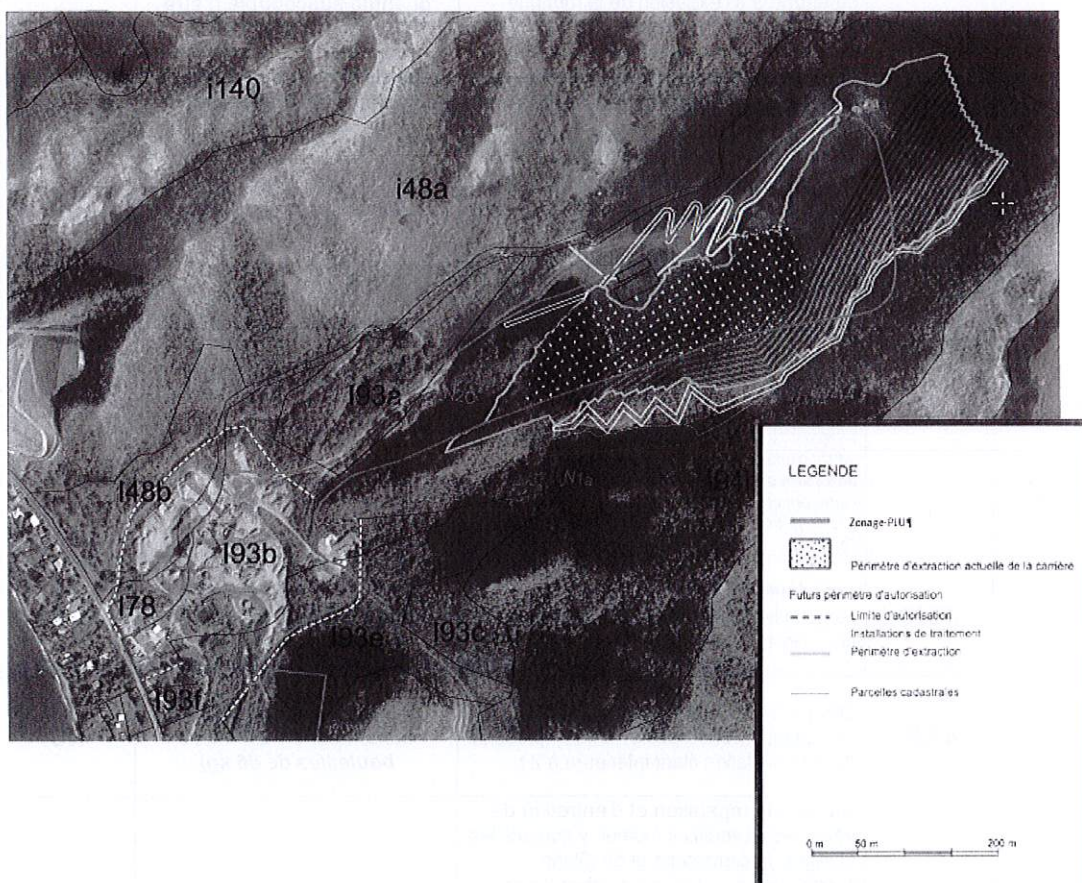 i140
i48a
I93a
N1a
I48b
I93b
I78
I93e
I93c
I93f
LEGENDE
Zonage-PLU¶
Périmètre d'extraction actuelle de la carrière
Futurs périmètre d'autorisation
Limite d'autorisation
Installations de traitement
Périmètre d'extraction
Parcelles cadastrales
0 m 50 m 200 m